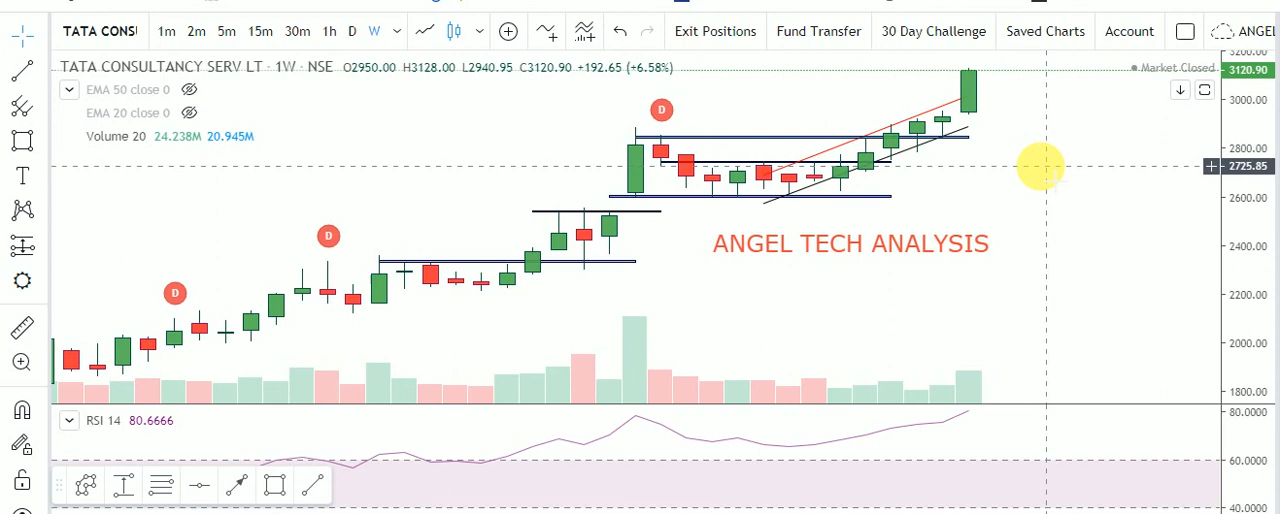 TATA CONSU 1m 2m 5m 15m 30m 1h D W Exit Positions Fund Transfer 30 Day Challenge Saved Charts Account ANGEL
TATA CONSULTANCY SERV LT · 1W · NSE O2950.00 H3128.00 L2940.95 C3120.90 +192.65 (+6.58%)
Market Closed
3200.00
3120.90
EMA 50 close 0
3000.00
EMA 20 close 0
D
Volume 20 24.238M 20.945M
2800.00
2725.85
2600.00
D
ANGEL TECH ANALYSIS
2400.00
D
2200.00
2000.00
1800.00
RSI 14 80.6666
80.0000
60.0000
40.0000
T